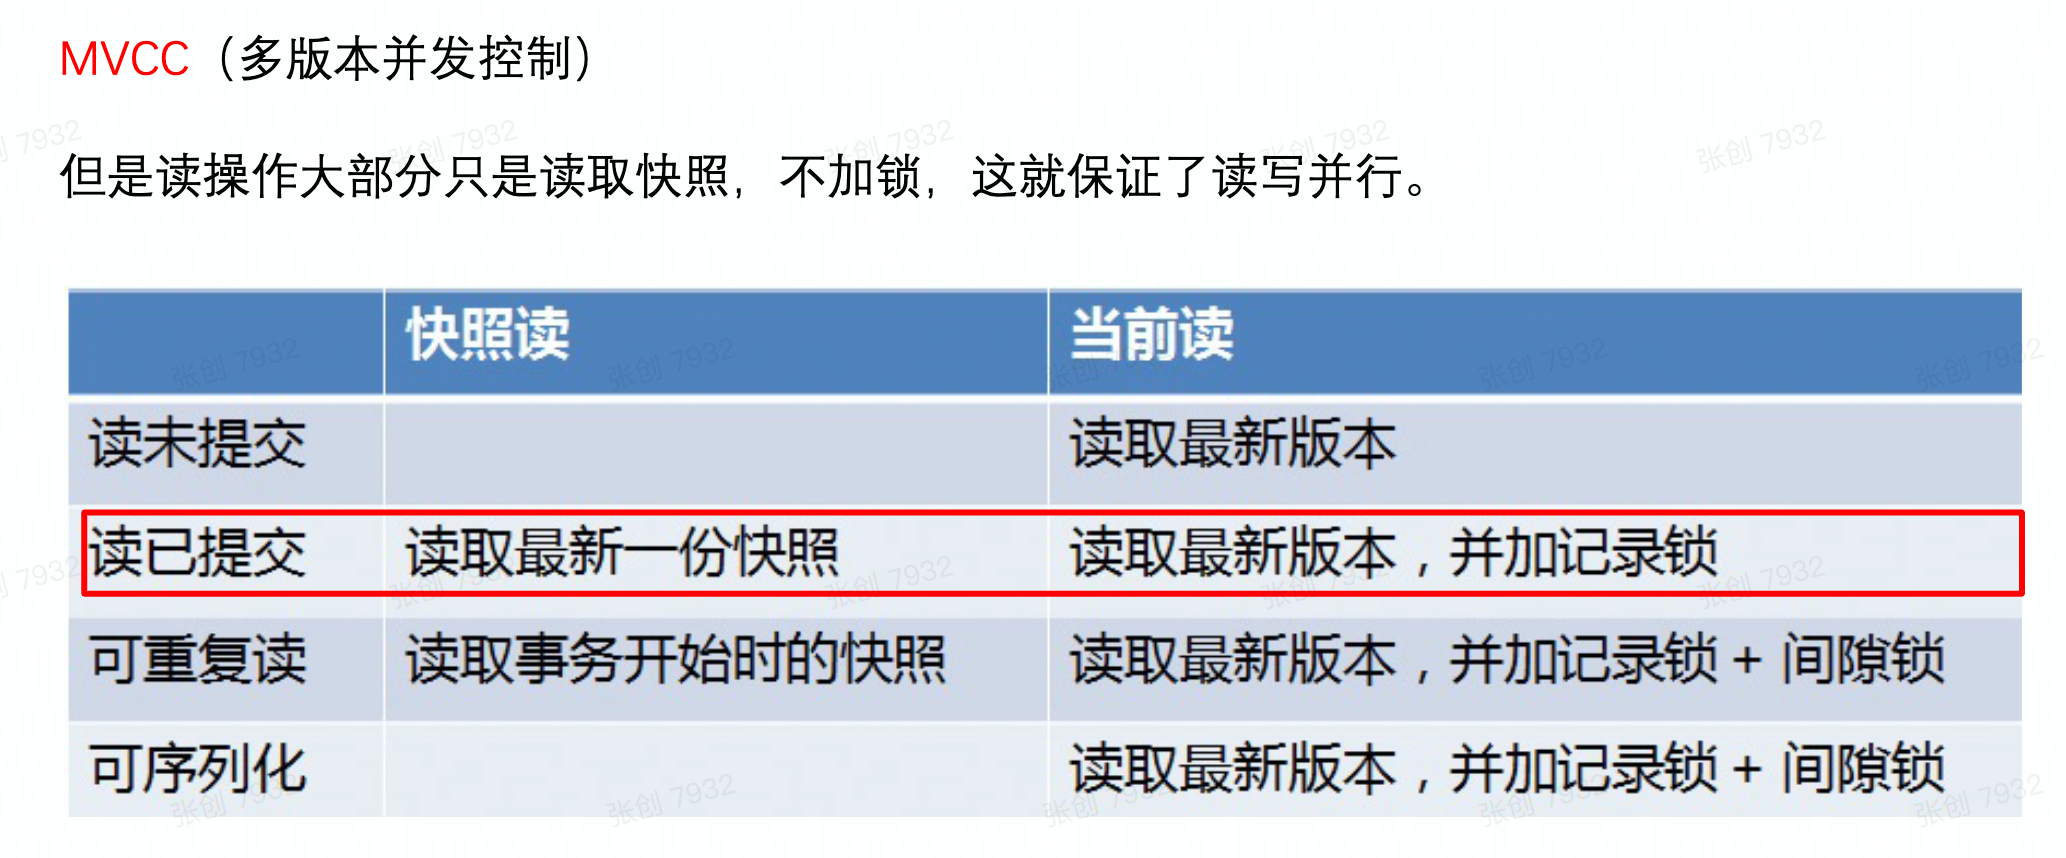 MVCC（多版本并发控制）
但是读操作大部分只是读取快照，不加锁，这就保证了读写并行。
快照读 当前读
读未提交 读取最新版本
读已提交 读取最新一份快照 读取最新版本，并加记录锁
可重复读 读取事务开始时的快照 读取最新版本，并加记录锁 + 间隙锁
可序列化 读取最新版本，并加记录锁 + 间隙锁
张创 7932